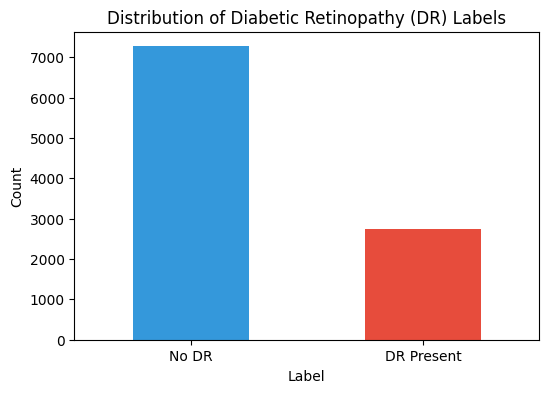 Distribution of Diabetic Retinopathy (DR) Labels
Count
7000
6000
5000
4000
3000
2000
1000
0
No DR
DR Present
Label